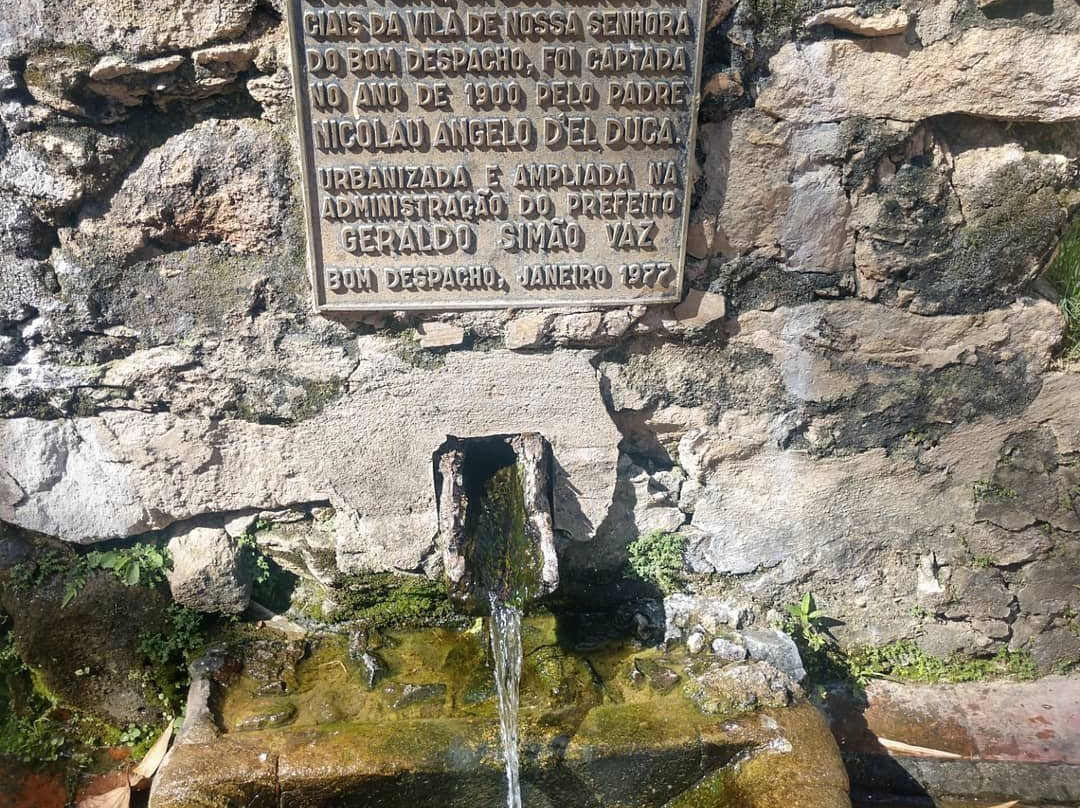 CIAIS DA VILA DE NOSSA SENHORA
DO BOM DESPACHO, FOI CAPTADA
NO ANO DE 1900 PELO PADRE
NICOLAU ANGELO D'EL DUCA.
URBANIZADA E AMPLIADA NA
ADMINISTRAÇÃO DO PREFEITO
GERALDO SIMÃO VAZ
BOM DESPACHO, JANEIRO 1977